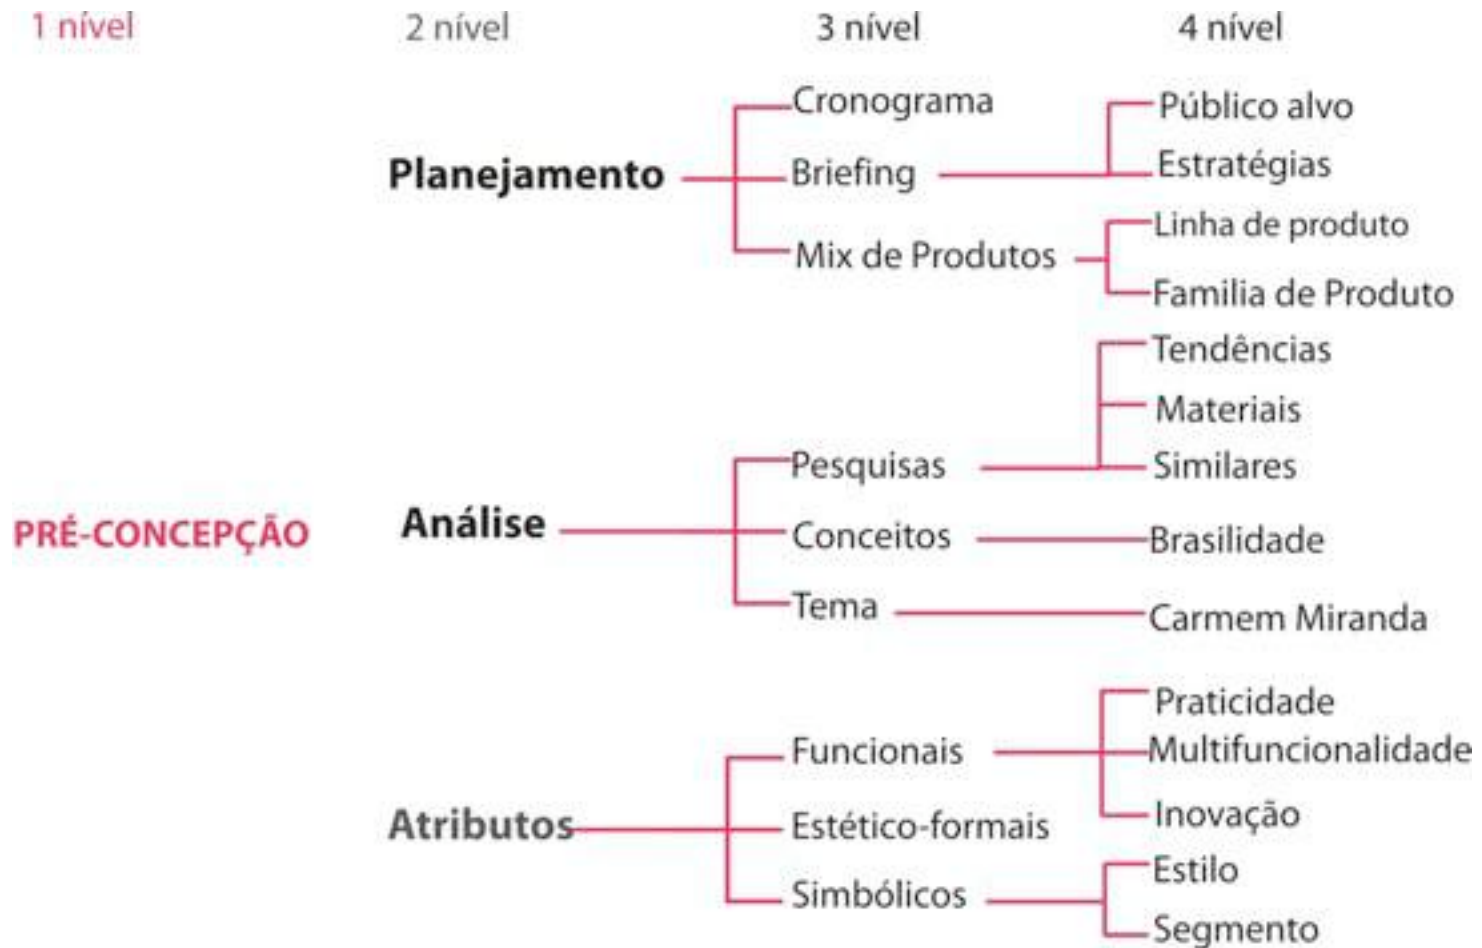 1 nível 2 nível 3 nível 4 nível
Cronograma Público alvo
Planejamento Briefing Estratégias
Mix de Produtos Linha de produto
Familia de Produto
Tendências
Materiais
Pesquisas Similares
PRÉ-CONCEPÇÃO Análise Conceitos Brasilidade
Tema Carmem Miranda
Praticidade
Funcionais Multifuncionalidade
Atributos Estético-formais Inovação
Simbólicos Estilo
Segmento